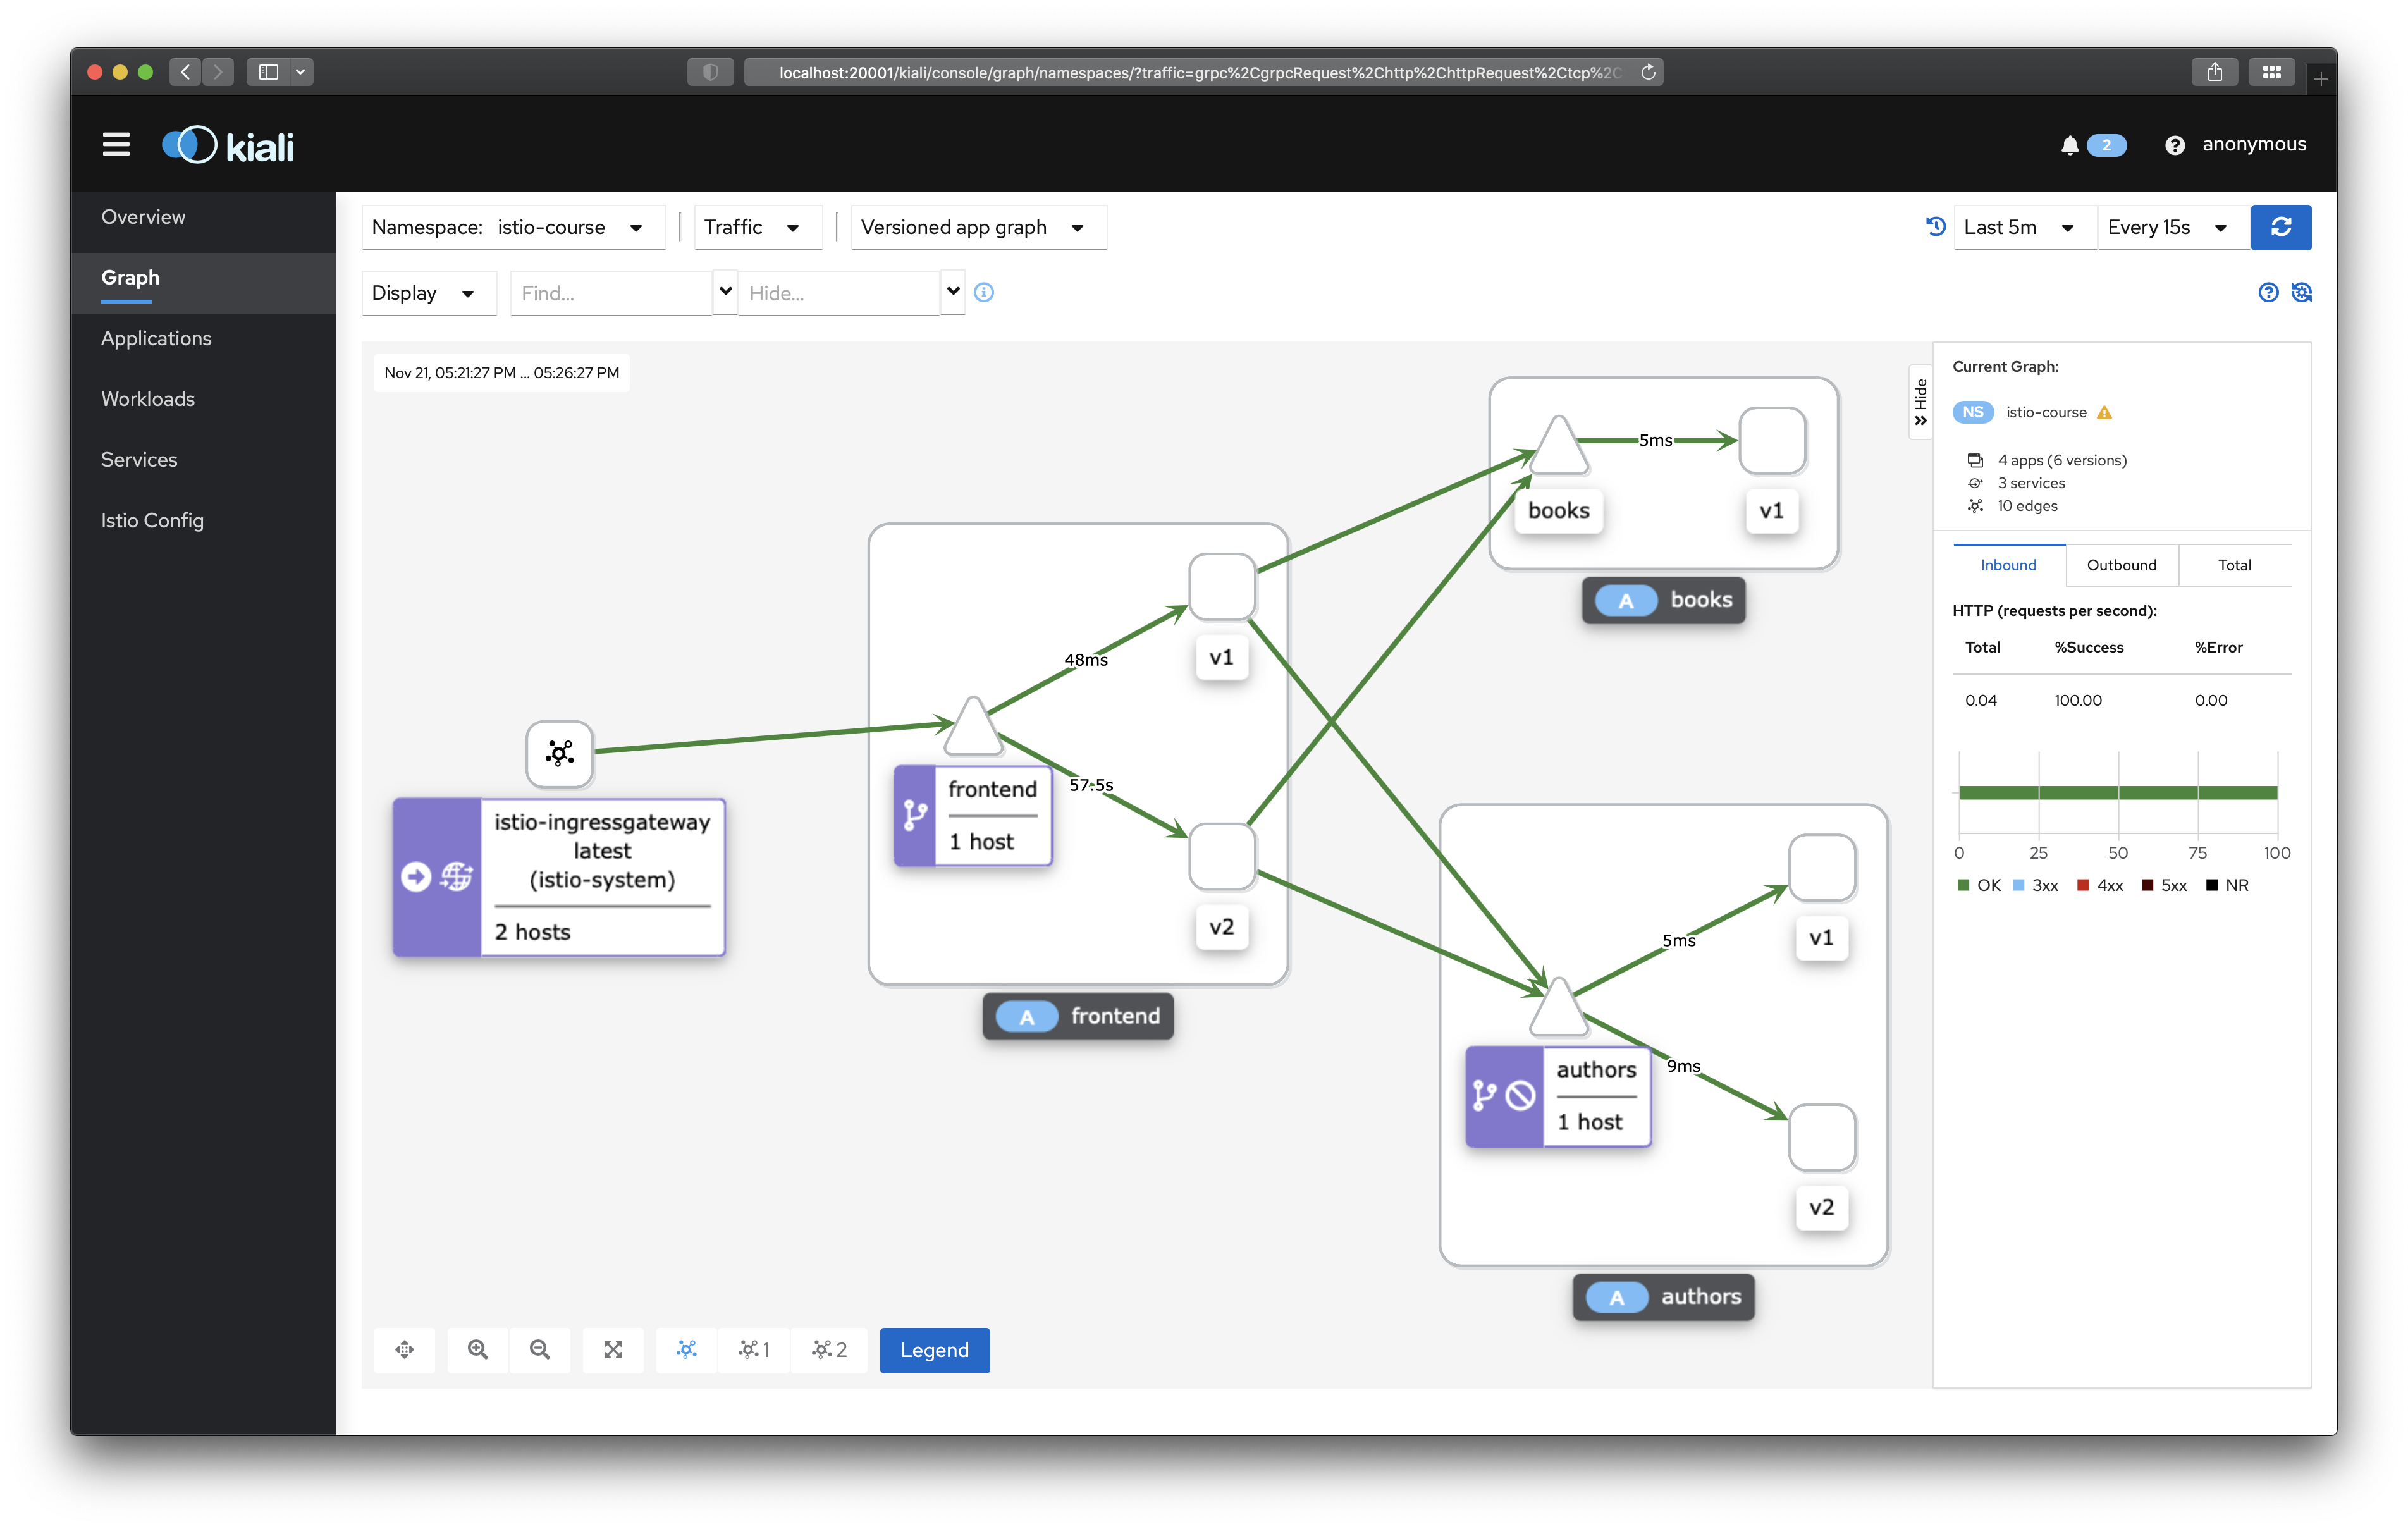 localhost:20001/kiali/console/graph/namespaces/?traffic=grpc%2CgrpcRequest%2Chttp%2ChttpRequest%2Ctcp%2C
kiali
2
anonymous
Overview
Graph
Applications
Workloads
Services
Istio Config
Namespace: istio-course
Traffic
Versioned app graph
Last 5m
Every 15s
Display
Find...
Hide...
Nov 21, 05:21:27 PM ... 05:26:27 PM
istio-ingressgateway
latest
(istio-system)
2 hosts
48ms
57.5s
frontend
1 host
v1
v2
A frontend
5ms
books
v1
A books
5ms
9ms
authors
1 host
v1
v2
A authors
1
2
Legend
Hide
Current Graph:
NS istio-course
4 apps (6 versions)
3 services
10 edges
Inbound Outbound Total
HTTP (requests per second):
Total %Success %Error
0.04 100.00 0.00
0 25 50 75 100
OK 3xx 4xx 5xx NR